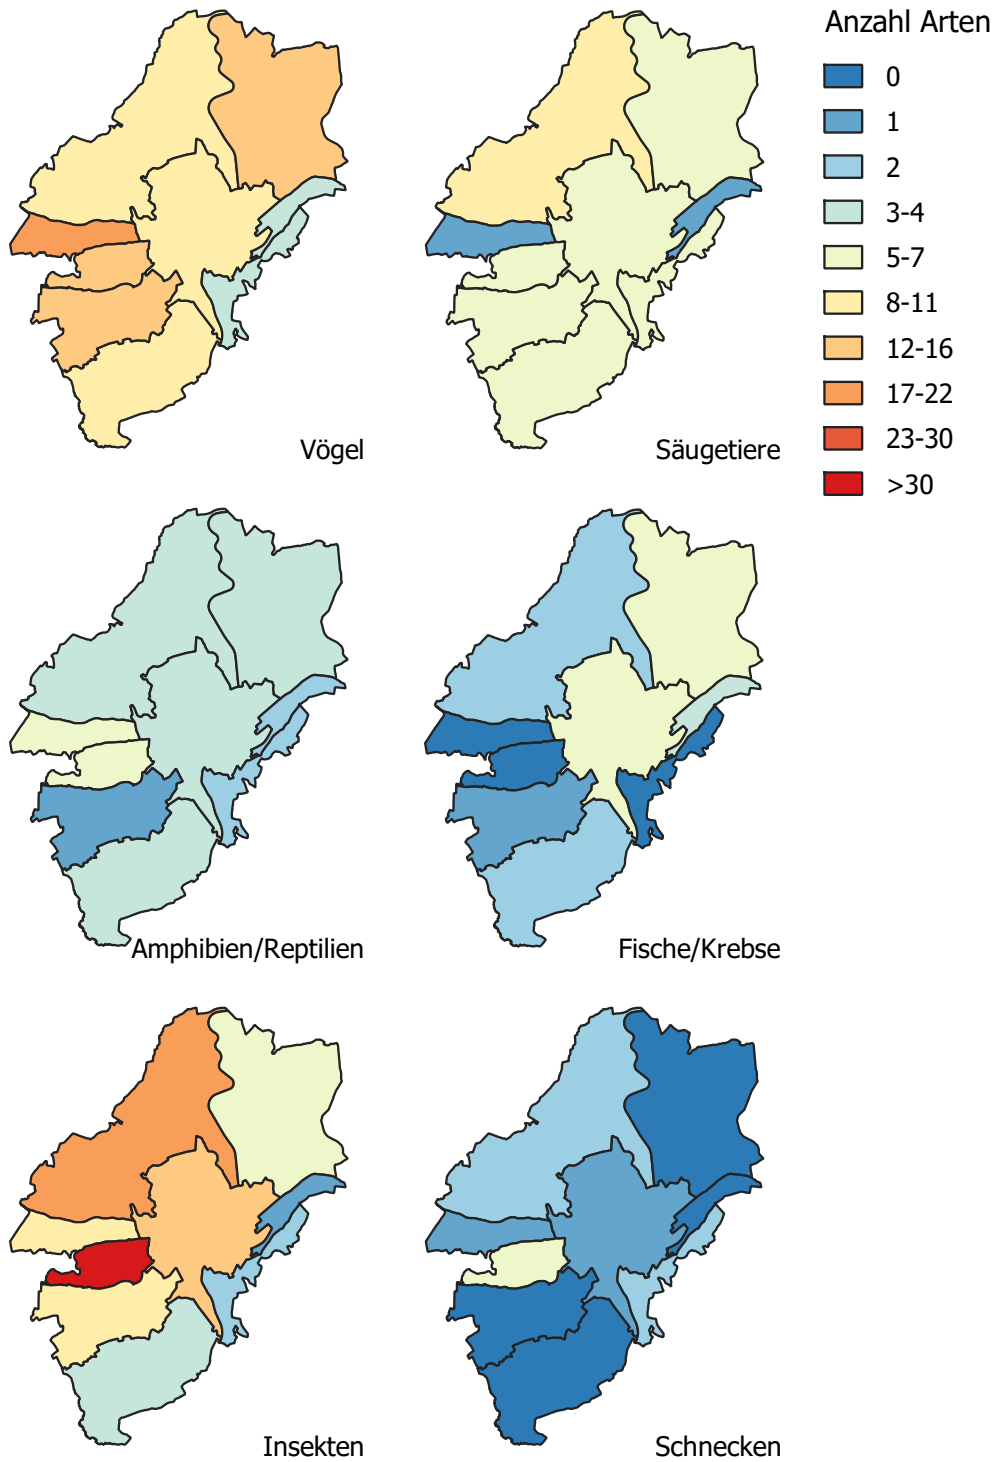 Anzahl Arten
0
1
2
3-4
5-7
8-11
12-16
17-22
23-30
>30
Vögel
Säugetiere
Amphibien/Reptilien
Fische/Krebse
Insekten
Schnecken